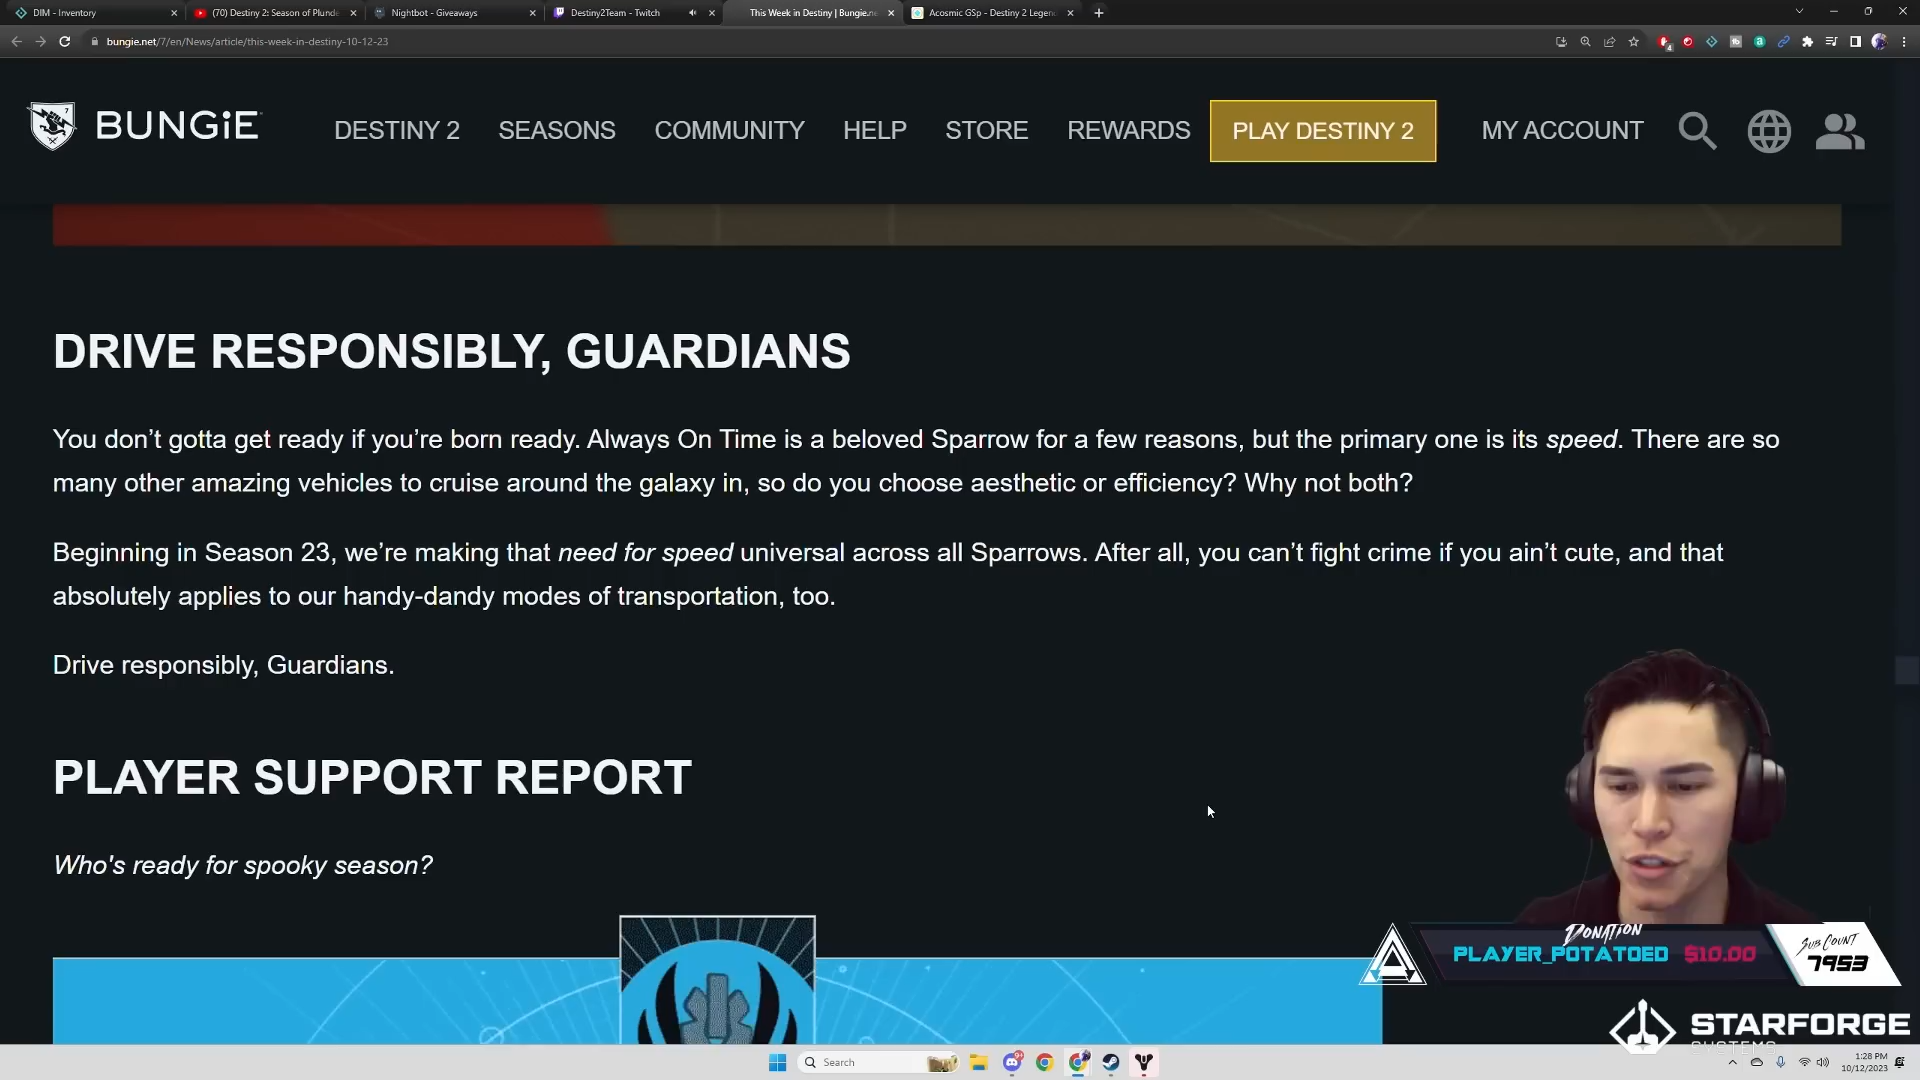 DIM - Inventory
(70) Destiny 2: Season of Plunde
Nightbot - Giveaways
Destiny2Team - Twitch
This Week in Destiny | Bungie.ne
Acosmic GSp - Destiny 2 Legen
bungie.net/7/en/News/article/this-week-in-destiny-10-12-23
BUNGiE
DESTINY 2
SEASONS
COMMUNITY
HELP
STORE
REWARDS
PLAY DESTINY 2
MY ACCOUNT
DRIVE RESPONSIBLY, GUARDIANS
You don’t gotta get ready if you’re born ready. Always On Time is a beloved Sparrow for a few reasons, but the primary one is its speed. There are so
many other amazing vehicles to cruise around the galaxy in, so do you choose aesthetic or efficiency? Why not both?
Beginning in Season 23, we’re making that need for speed universal across all Sparrows. After all, you can’t fight crime if you ain’t cute, and that
absolutely applies to our handy-dandy modes of transportation, too.
Drive responsibly, Guardians.
PLAYER SUPPORT REPORT
Who's ready for spooky season?
DONATION
PLAYER_POTATOED $10.00
SUB COUNT
7953
STARFORGE
SYSTEMS
Search
1:28 PM
10/12/2023